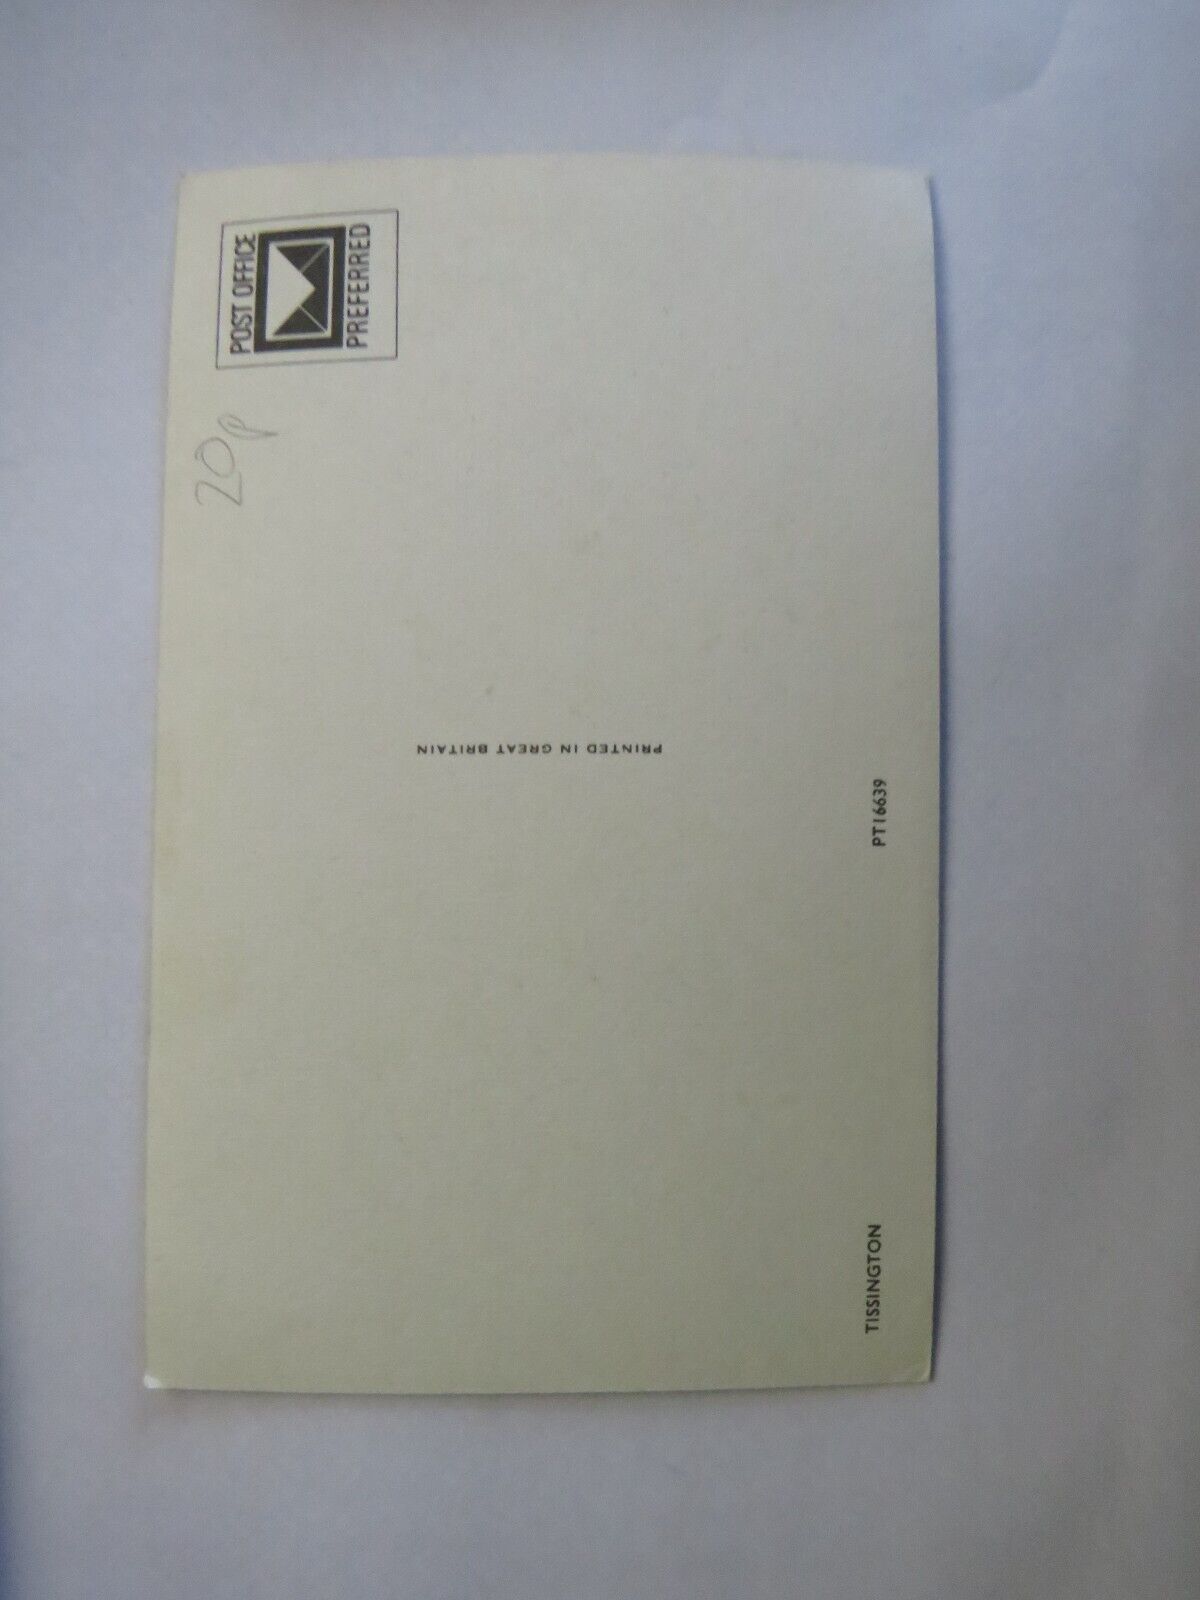 POST OFFICE
PREFERRED
20p
PRINTED IN GREAT BRITAIN
TISSINGTON
PT16639